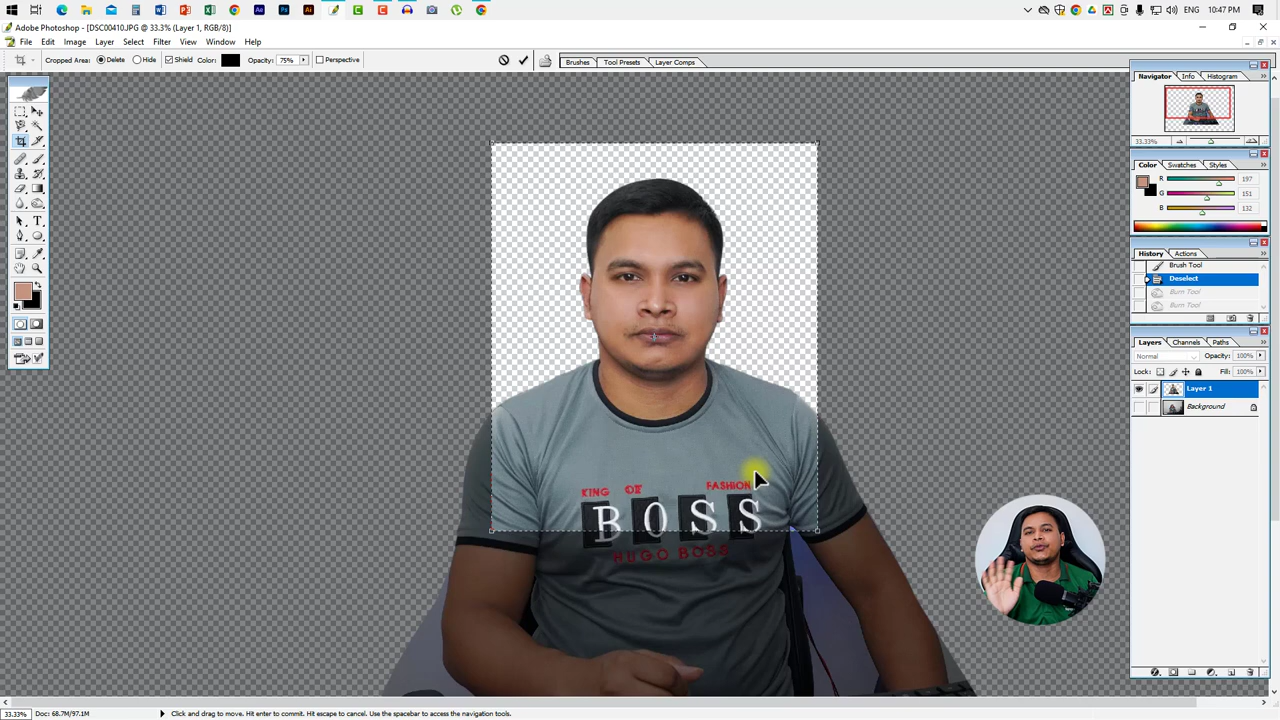 10:47 PM
Adobe Photoshop - [DSC00410.JPG @ 33.3% (Layer 1, RGB/8)]
File Edit Image Layer Select Filter View Window Help
Cropped Area: Delete Hide Shield Color: Opacity: 75% Perspective Brushes Tool Presets Layer Comps
Navigator Info Histogram
33.33%
Color Swatches Styles
R 197
G 151
B 132
History Actions
Brush Tool
Deselect
Burn Tool
Burn Tool
Layers Channels Paths
Normal Opacity: 100%
Lock: Fill: 100%
Layer 1
Background
KING OF FASHION
BOSS
HUGO BOSS
33.33% Doc: 68.7M/97.1M Click and drag to move. Hit enter to commit. Hit escape to cancel. Use the spacebar to access the navigation tools.